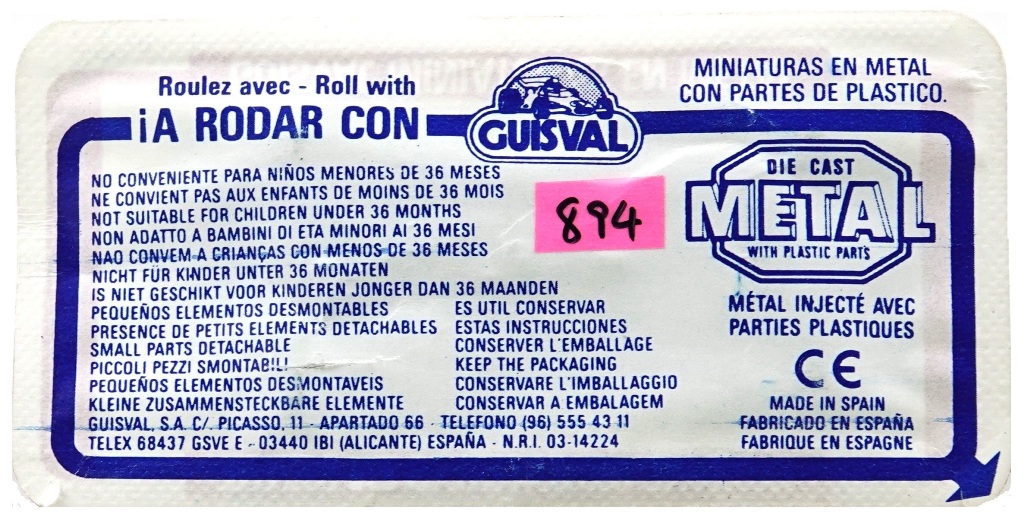 Roulez avec - Roll with
¡A RODAR CON
GUISVAL
MINIATURAS EN METAL
CON PARTES DE PLASTICO.
NO CONVENIENTE PARA NIÑOS MENORES DE 36 MESES
NE CONVIENT PAS AUX ENFANTS DE MOINS DE 36 MOIS
NOT SUITABLE FOR CHILDREN UNDER 36 MONTHS
NON ADATTO A BAMBINI DI ETA MINORI AI 36 MESI
NAO CONVEM A CRIANÇAS CON MENOS DE 36 MESES
NICHT FÜR KINDER UNTER 36 MONATEN
IS NIET GESCHIKT VOOR KINDEREN JONGER DAN 36 MAANDEN
PEQUEÑOS ELEMENTOS DESMONTABLES
PRESENCE DE PETITS ELEMENTS DETACHABLES
SMALL PARTS DETACHABLE
PICCOLI PEZZI SMONTABILI
PEQUEÑOS ELEMENTOS DESMONTAVEIS
KLEINE ZUSAMMENSTECKBARE ELEMENTE
ES UTIL CONSERVAR
ESTAS INSTRUCCIONES
CONSERVER L'EMBALLAGE
KEEP THE PACKAGING
CONSERVARE L'IMBALLAGGIO
CONSERVAR A EMBALAGEM
GUISVAL, S.A. C/. PICASSO, 11 - APARTADO 66 - TELEFONO (96) 555 43 11
TELEX 68437 GSVE E - 03440 IBI (ALICANTE) ESPAÑA - N.R.I. 03-14224
894
DIE CAST
METAL
WITH PLASTIC PARTS
MÉTAL INJECTÉ AVEC
PARTIES PLASTIQUES
CE
MADE IN SPAIN
FABRICADO EN ESPAÑA
FABRIQUE EN ESPAGNE